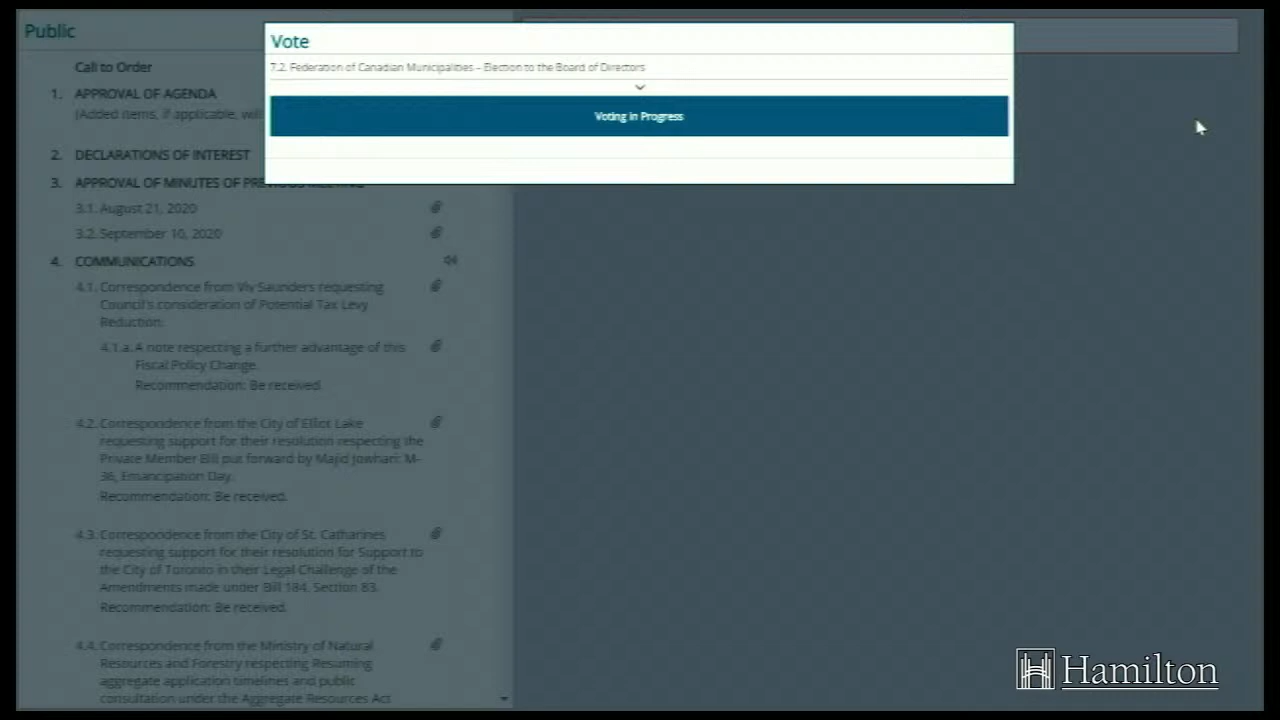 Public
Vote
7.2. Federation of Canadian Municipalities – Election to the Board of Directors
Voting in Progress
Call to Order
1. APPROVAL OF AGENDA
(Added items, if applicable, will
2. DECLARATIONS OF INTEREST
3. APPROVAL OF MINUTES OF PREVIOUS MEETING
3.1. August 21, 2020
3.2. September 16, 2020
4. COMMUNICATIONS
4.1. Correspondence from Viv Saunders requesting
Council's consideration of Potential Tax Levy
Reduction.
4.1.a. A note respecting a further advantage of this
Fiscal Policy Change.
Recommendation: Be received.
4.2. Correspondence from the City of Elliot Lake
requesting support for their resolution respecting the
Private Member Bill put forward by Majid Jowhari: M-
36, Emancipation Day.
Recommendation: Be received.
4.3. Correspondence from the City of St. Catharines
requesting support for their resolution for Support to
the City of Toronto in their Legal Challenge of the
Amendments made under Bill 184, Section 83.
Recommendation: Be received.
4.4. Correspondence from the Ministry of Natural
Resources and Forestry respecting Resuming
aggregate application timelines and public
consultation under the Aggregate Resources Act
Hamilton